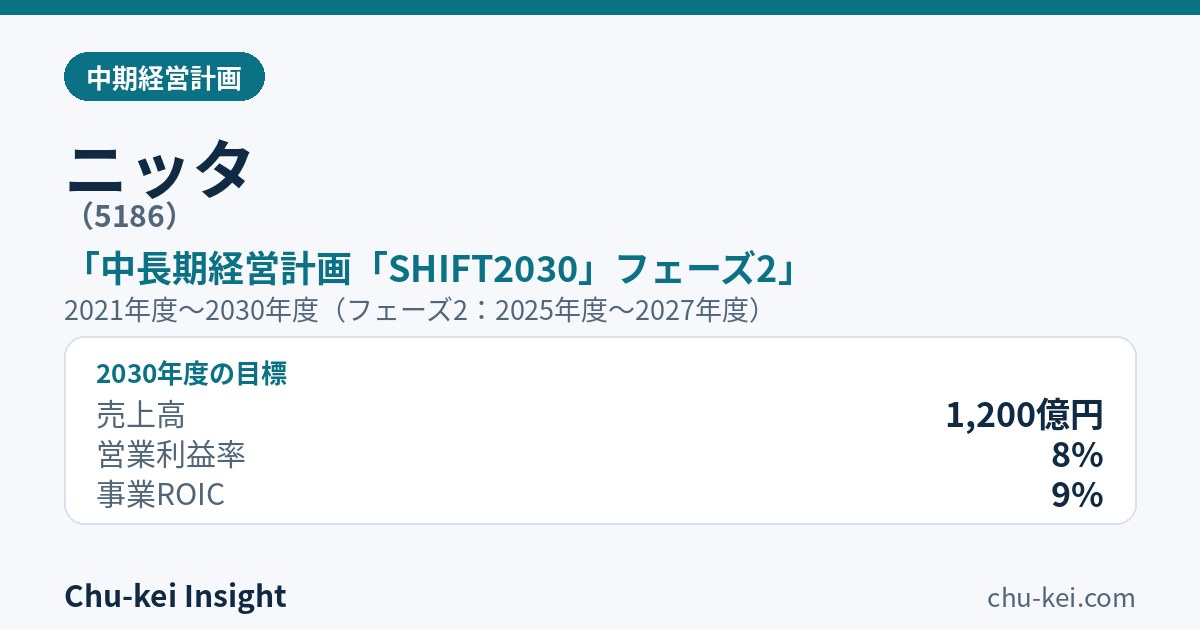 中期経営計画
ニッタ
（5186）
「中長期経営計画「SHIFT2030」フェーズ2」
2021年度〜2030年度（フェーズ2：2025年度〜2027年度）
2030年度の目標
売上高 1,200億円
営業利益率 8%
事業ROIC 9%
Chu-kei Insight chu-kei.com